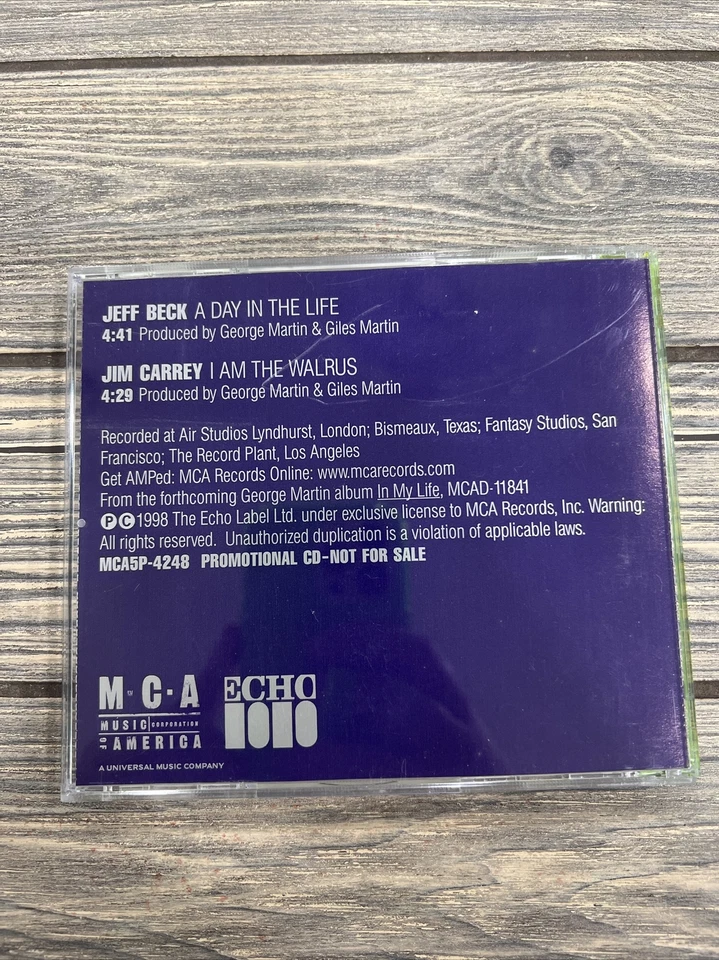 JEFF BECK A DAY IN THE LIFE
4:41 Produced by George Martin & Giles Martin
JIM CARREY I AM THE WALRUS
4:29 Produced by George Martin & Giles Martin
Recorded at Air Studios Lyndhurst, London; Bismeaux, Texas; Fantasy Studios, San
Francisco; The Record Plant, Los Angeles
Get AMPed: MCA Records Online: www.mcarecords.com
From the forthcoming George Martin album In My Life, MCAD-11841
℗©1998 The Echo Label Ltd. under exclusive license to MCA Records, Inc. Warning:
All rights reserved. Unauthorized duplication is a violation of applicable laws.
MCA5P-4248 PROMOTIONAL CD-NOT FOR SALE
M·C·A
MUSIC CORPORATION
OF AMERICA
A UNIVERSAL MUSIC COMPANY
ECHO